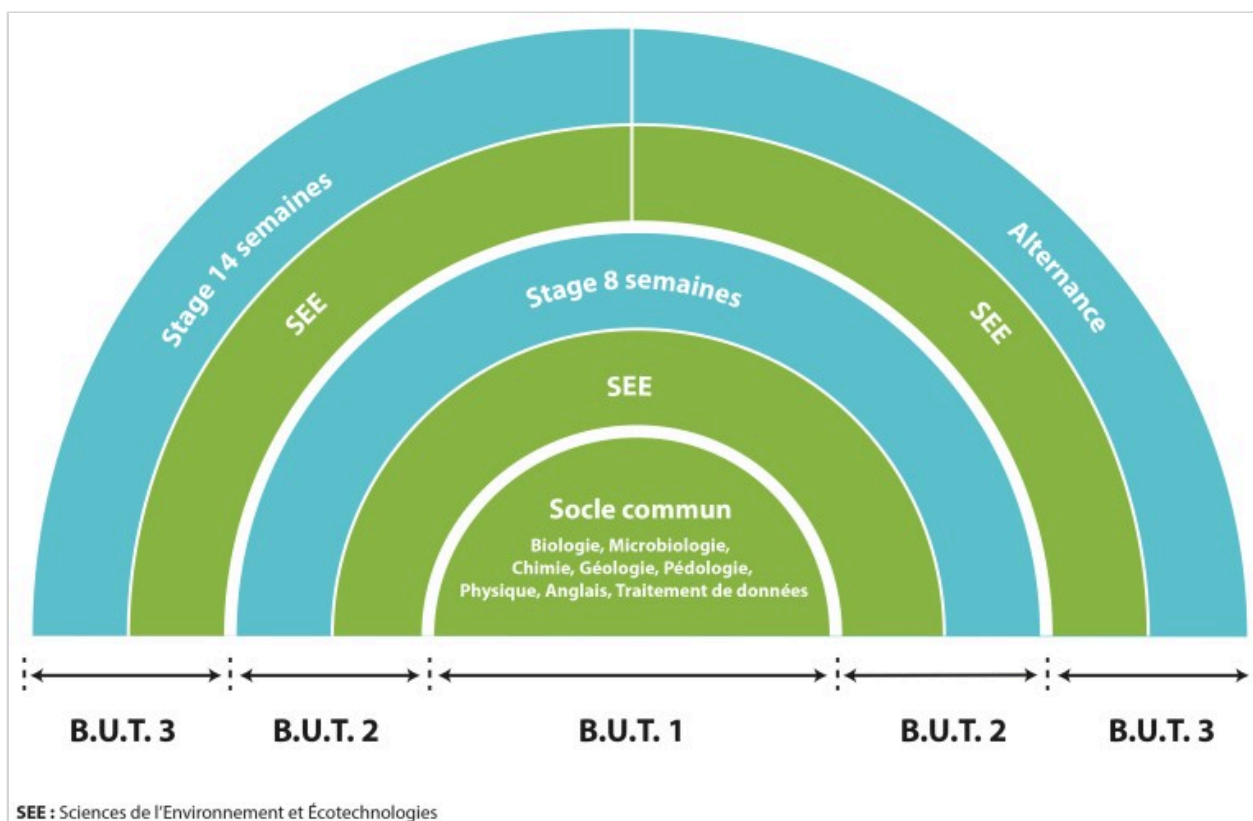 Stage 14 semaines
SEE
Stage 8 semaines
SEE
Alternance
SEE
Socle commun
Biologie, Microbiologie,
Chimie, Géologie, Pédologie,
Physique, Anglais, Traitement de données
B.U.T. 3
B.U.T. 2
B.U.T. 1
B.U.T. 2
B.U.T. 3
SEE : Sciences de l'Environnement et Écotechnologies